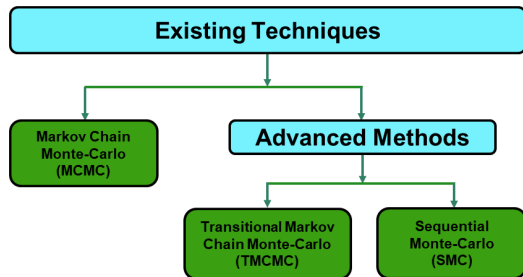 Existing Techniques
Markov Chain
Monte-Carlo
(MCMC)
Advanced Methods
Transitional Markov
Chain Monte-Carlo
(TMCMC)
Sequential
Monte-Carlo
(SMC)